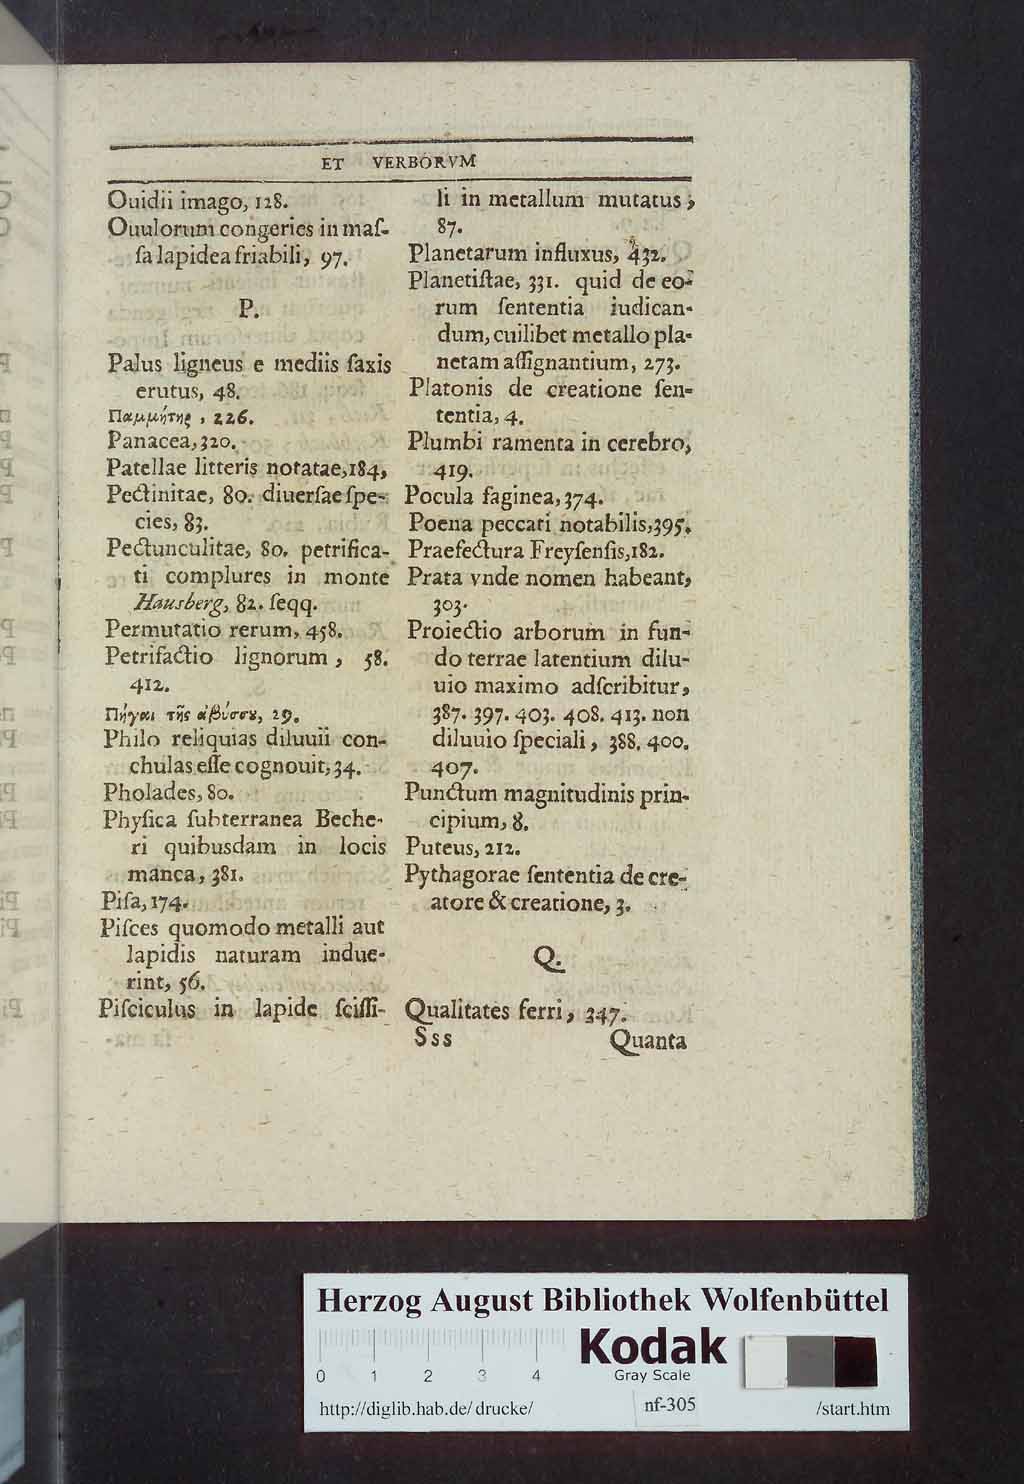 ET VERBORVM
Ouidii imago, 128.
Ouulorum congeries in maſ-
ſa lapidea friabili, 97.
P.
Palus ligneus e mediis ſaxis
erutus, 48.
Παμμήτης, 226.
Panacea, 320.
Patellae litteris notatae, 184,
Pectinitae, 80. diuerſae ſpe-
cies, 83.
Pectunculitae, 80. petrifica-
ti complures in monte
Hausberg, 82. ſeqq.
Permutatio rerum, 458.
Petrifactio lignorum, 58.
412.
Πήγαι τῆς ἀβύσσȣ, 29.
Philo reliquias diluuii con-
chulas eſſe cognouit, 34.
Pholades, 80.
Phyſica ſubterranea Beche-
ri quibusdam in locis
manca, 381.
Piſa, 174.
Piſces quomodo metalli aut
lapidis naturam indue-
rint, 56.
Piſciculus in lapide ſciſſi-
li in metallum mutatus,
87.
Planetarum influxus, 432.
Planetiſtae, 331. quid de eo-
rum ſententia iudican-
dum, cuilibet metallo pla-
netam aſſignantium, 273.
Platonis de creatione ſen-
tentia, 4.
Plumbi ramenta in cerebro,
419.
Pocula faginea, 374.
Poena peccati notabilis, 395.
Praefectura Freyſenſis, 182.
Prata vnde nomen habeant,
303.
Proiectio arborum in fun-
do terrae latentium dilu-
uio maximo adſcribitur,
387. 397. 403. 408. 413. non
diluuio ſpeciali, 388. 400.
407.
Punctum magnitudinis prin-
cipium, 8.
Puteus, 212.
Pythagorae ſententia de cre-
atore & creatione, 3.
Q.
Qualitates ferri, 347.
Sss Quanta
Herzog August Bibliothek Wolfenbüttel
Kodak
Gray Scale
0 1 2 3 4
http://diglib.hab.de/drucke/ nf-305 /start.htm